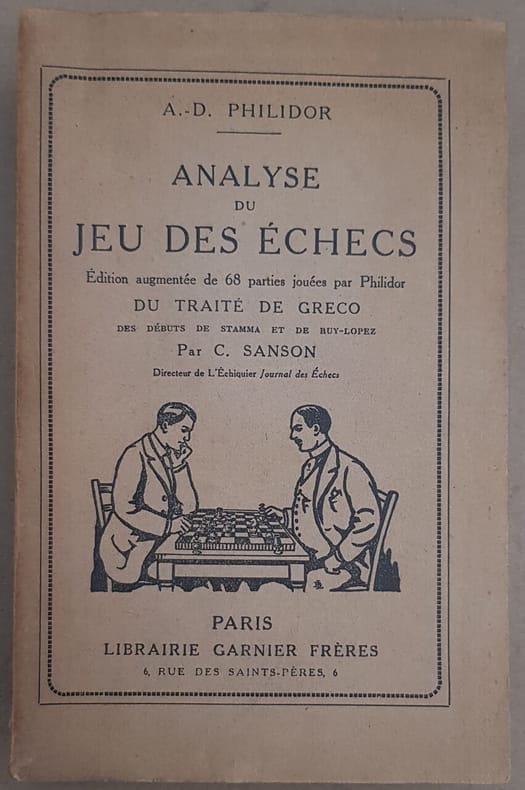 A.-D. PHILIDOR
ANALYSE
DU
JEU DES ÉCHECS
Édition augmentée de 68 parties jouées par Philidor
DU TRAITÉ DE GRECO
DES DÉBUTS DE STAMMA ET DE RUY-LOPEZ
Par C. SANSON
Directeur de L'Échiquier Journal des Échecs
PARIS
LIBRAIRIE GARNIER FRÈRES
6, RUE DES SAINTS-PÈRES, 6